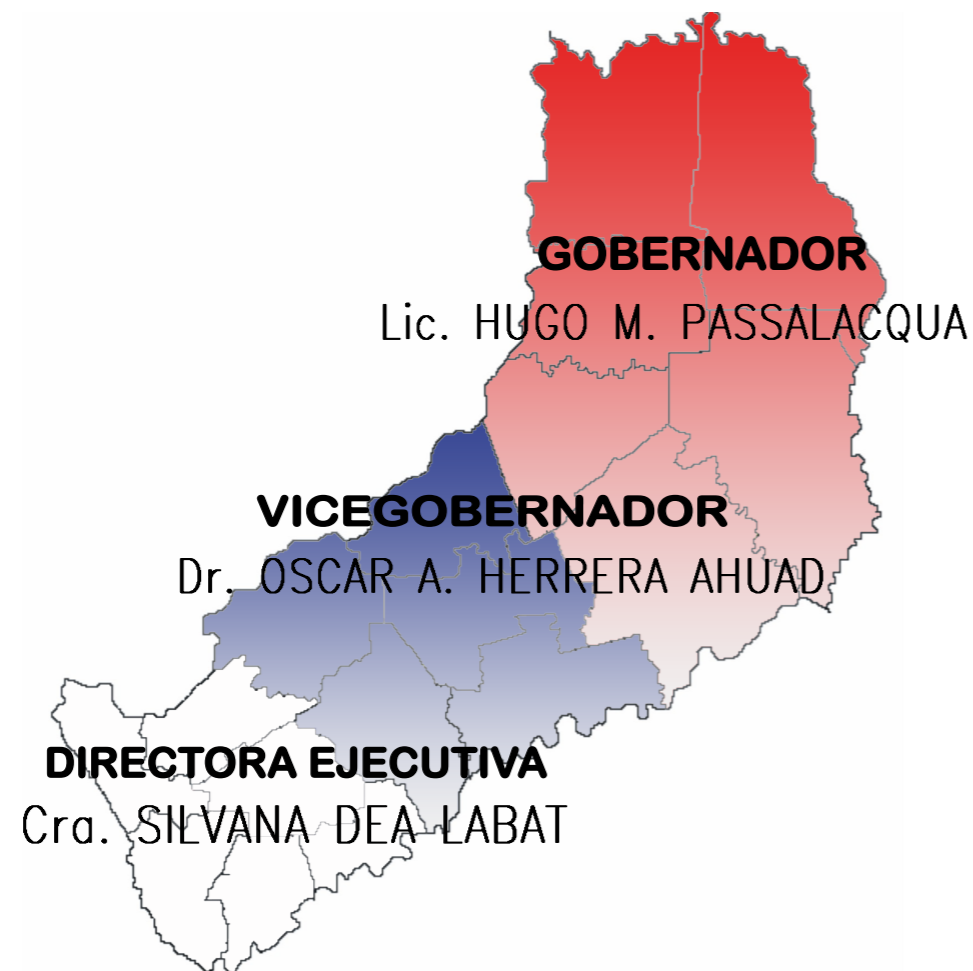 GOBERNADOR
Lic. HUGO M. PASSALACQUA
VICEGOBERNADOR
Dr. OSCAR A. HERRERA AHUAD
DIRECTORA EJECUTIVA
Cra. SILVANA DEA LABAT